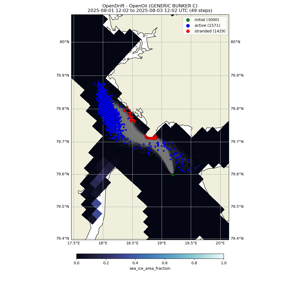 OpenDrift - OpenOil (GENERIC BUNKER C)
2025-08-01 12:02 to 2025-08-03 12:02 UTC (49 steps)
initial (3000)
active (1571)
stranded (1429)
80°N
79.9°N
79.8°N
79.7°N
79.6°N
79.5°N
79.4°N
80°N
79.9°N
79.8°N
79.7°N
79.6°N
79.5°N
79.4°N
17.5°E 18°E 18.5°E 19°E 19.5°E 20°E
0.0 0.2 0.4 0.6 0.8 1.0
sea_ice_area_fraction